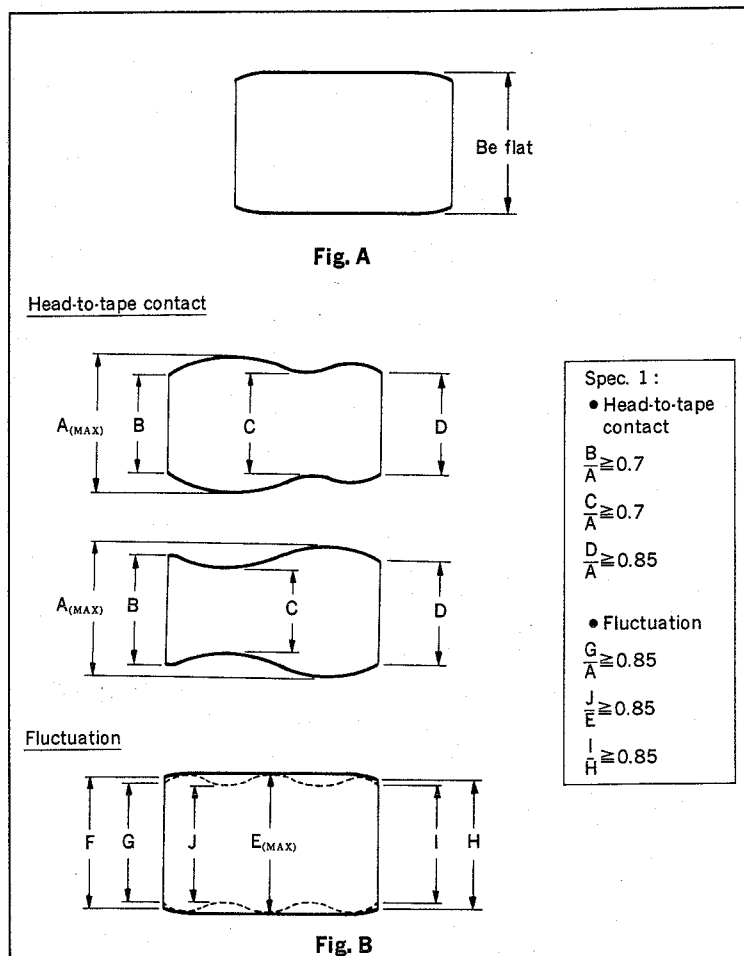 Be flat
Fig. A
Head-to-tape contact
A(MAX) B C D
A(MAX) B C D
Spec. 1 :
● Head-to-tape
contact
B/A ≧ 0.7
C/A ≧ 0.7
D/A ≧ 0.85
● Fluctuation
G/A ≧ 0.85
J/E ≧ 0.85
I/H ≧ 0.85
Fluctuation
F G J E(MAX) I H
Fig. B